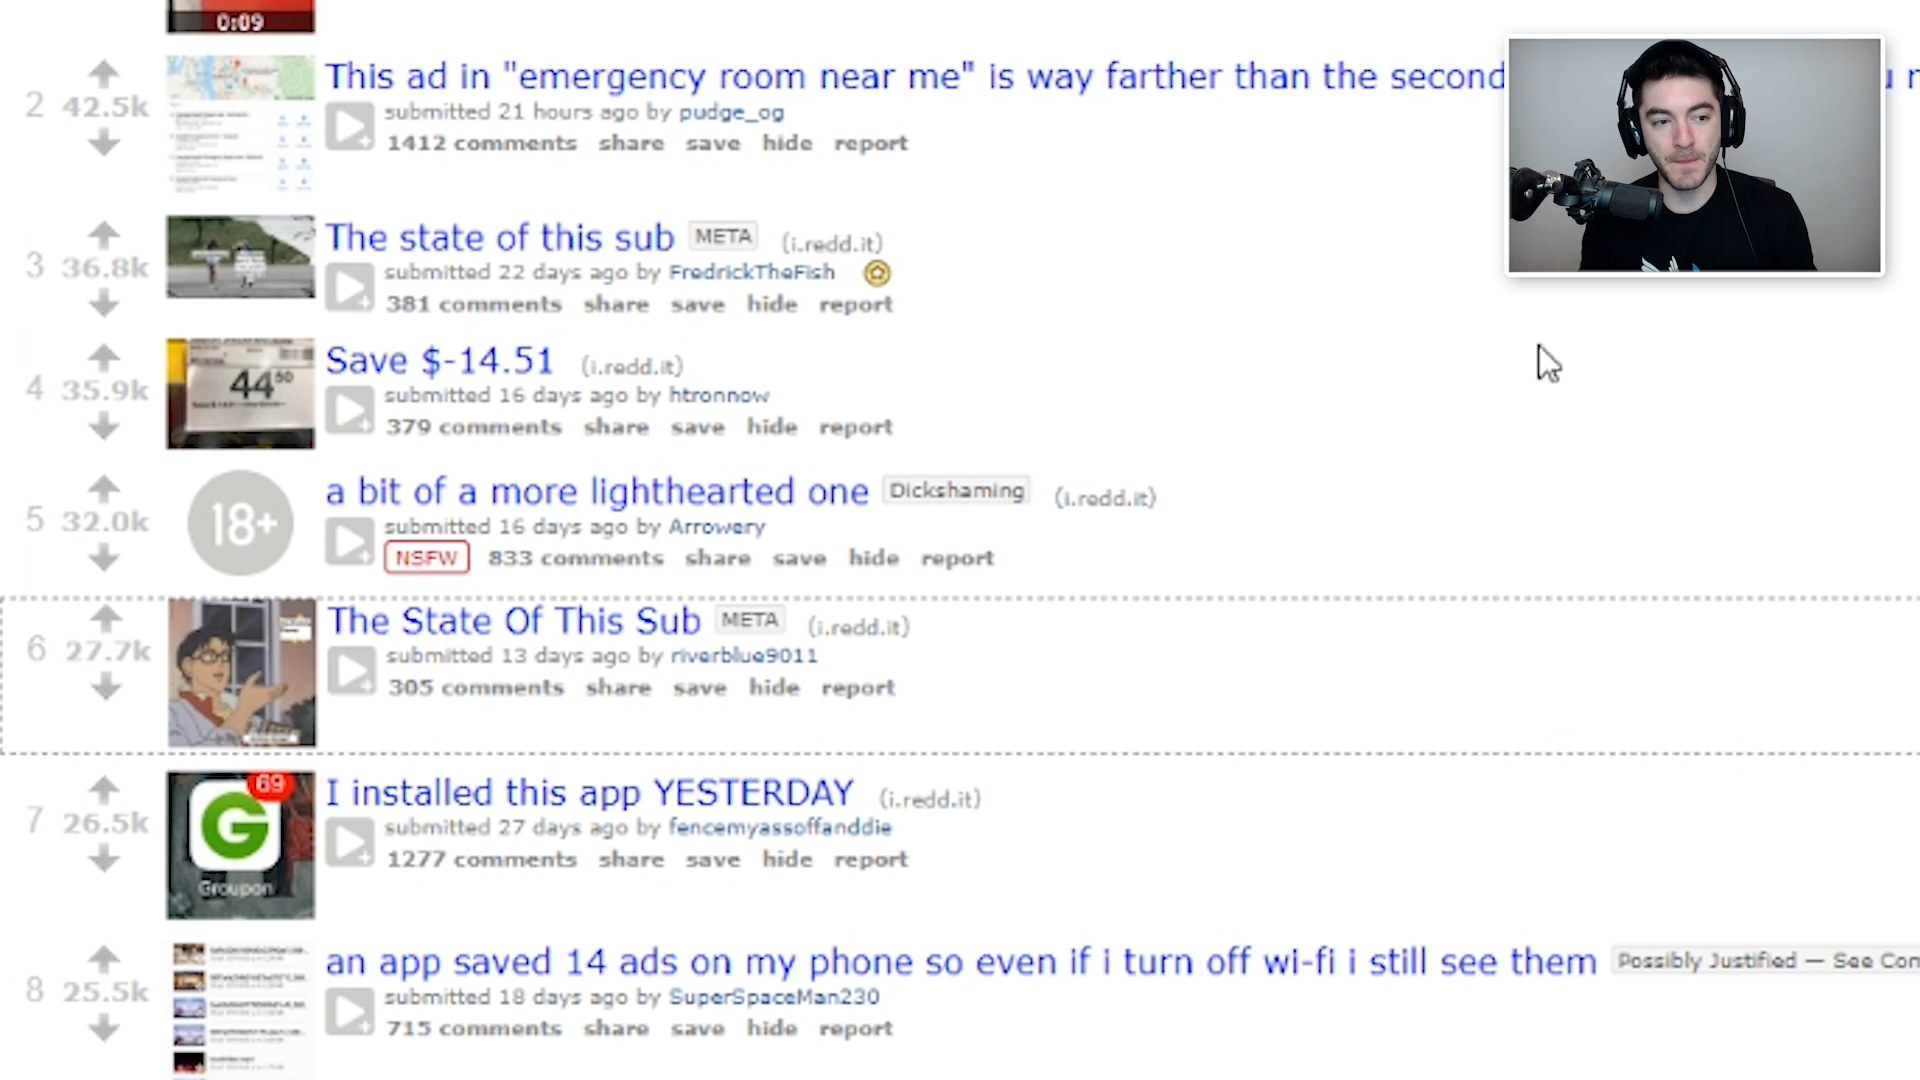 0:09
2 42.5k
This ad in "emergency room near me" is way farther than the second
submitted 21 hours ago by pudge_og
1412 comments share save hide report
3 36.8k
The state of this sub META (i.redd.it)
submitted 22 days ago by FredrickTheFish
381 comments share save hide report
44 50
4 35.9k
Save $-14.51 (i.redd.it)
submitted 16 days ago by htronnow
379 comments share save hide report
18+
5 32.0k
a bit of a more lighthearted one Dickshaming (i.redd.it)
submitted 16 days ago by Arrowery
NSFW 833 comments share save hide report
6 27.7k
The State Of This Sub META (i.redd.it)
submitted 13 days ago by riverblue9011
305 comments share save hide report
69
G
Groupon
7 26.5k
I installed this app YESTERDAY (i.redd.it)
submitted 27 days ago by fencemyassoffanddie
1277 comments share save hide report
8 25.5k
an app saved 14 ads on my phone so even if i turn off wi-fi i still see them Possibly Justified — See Com
submitted 18 days ago by SuperSpaceMan230
715 comments share save hide report